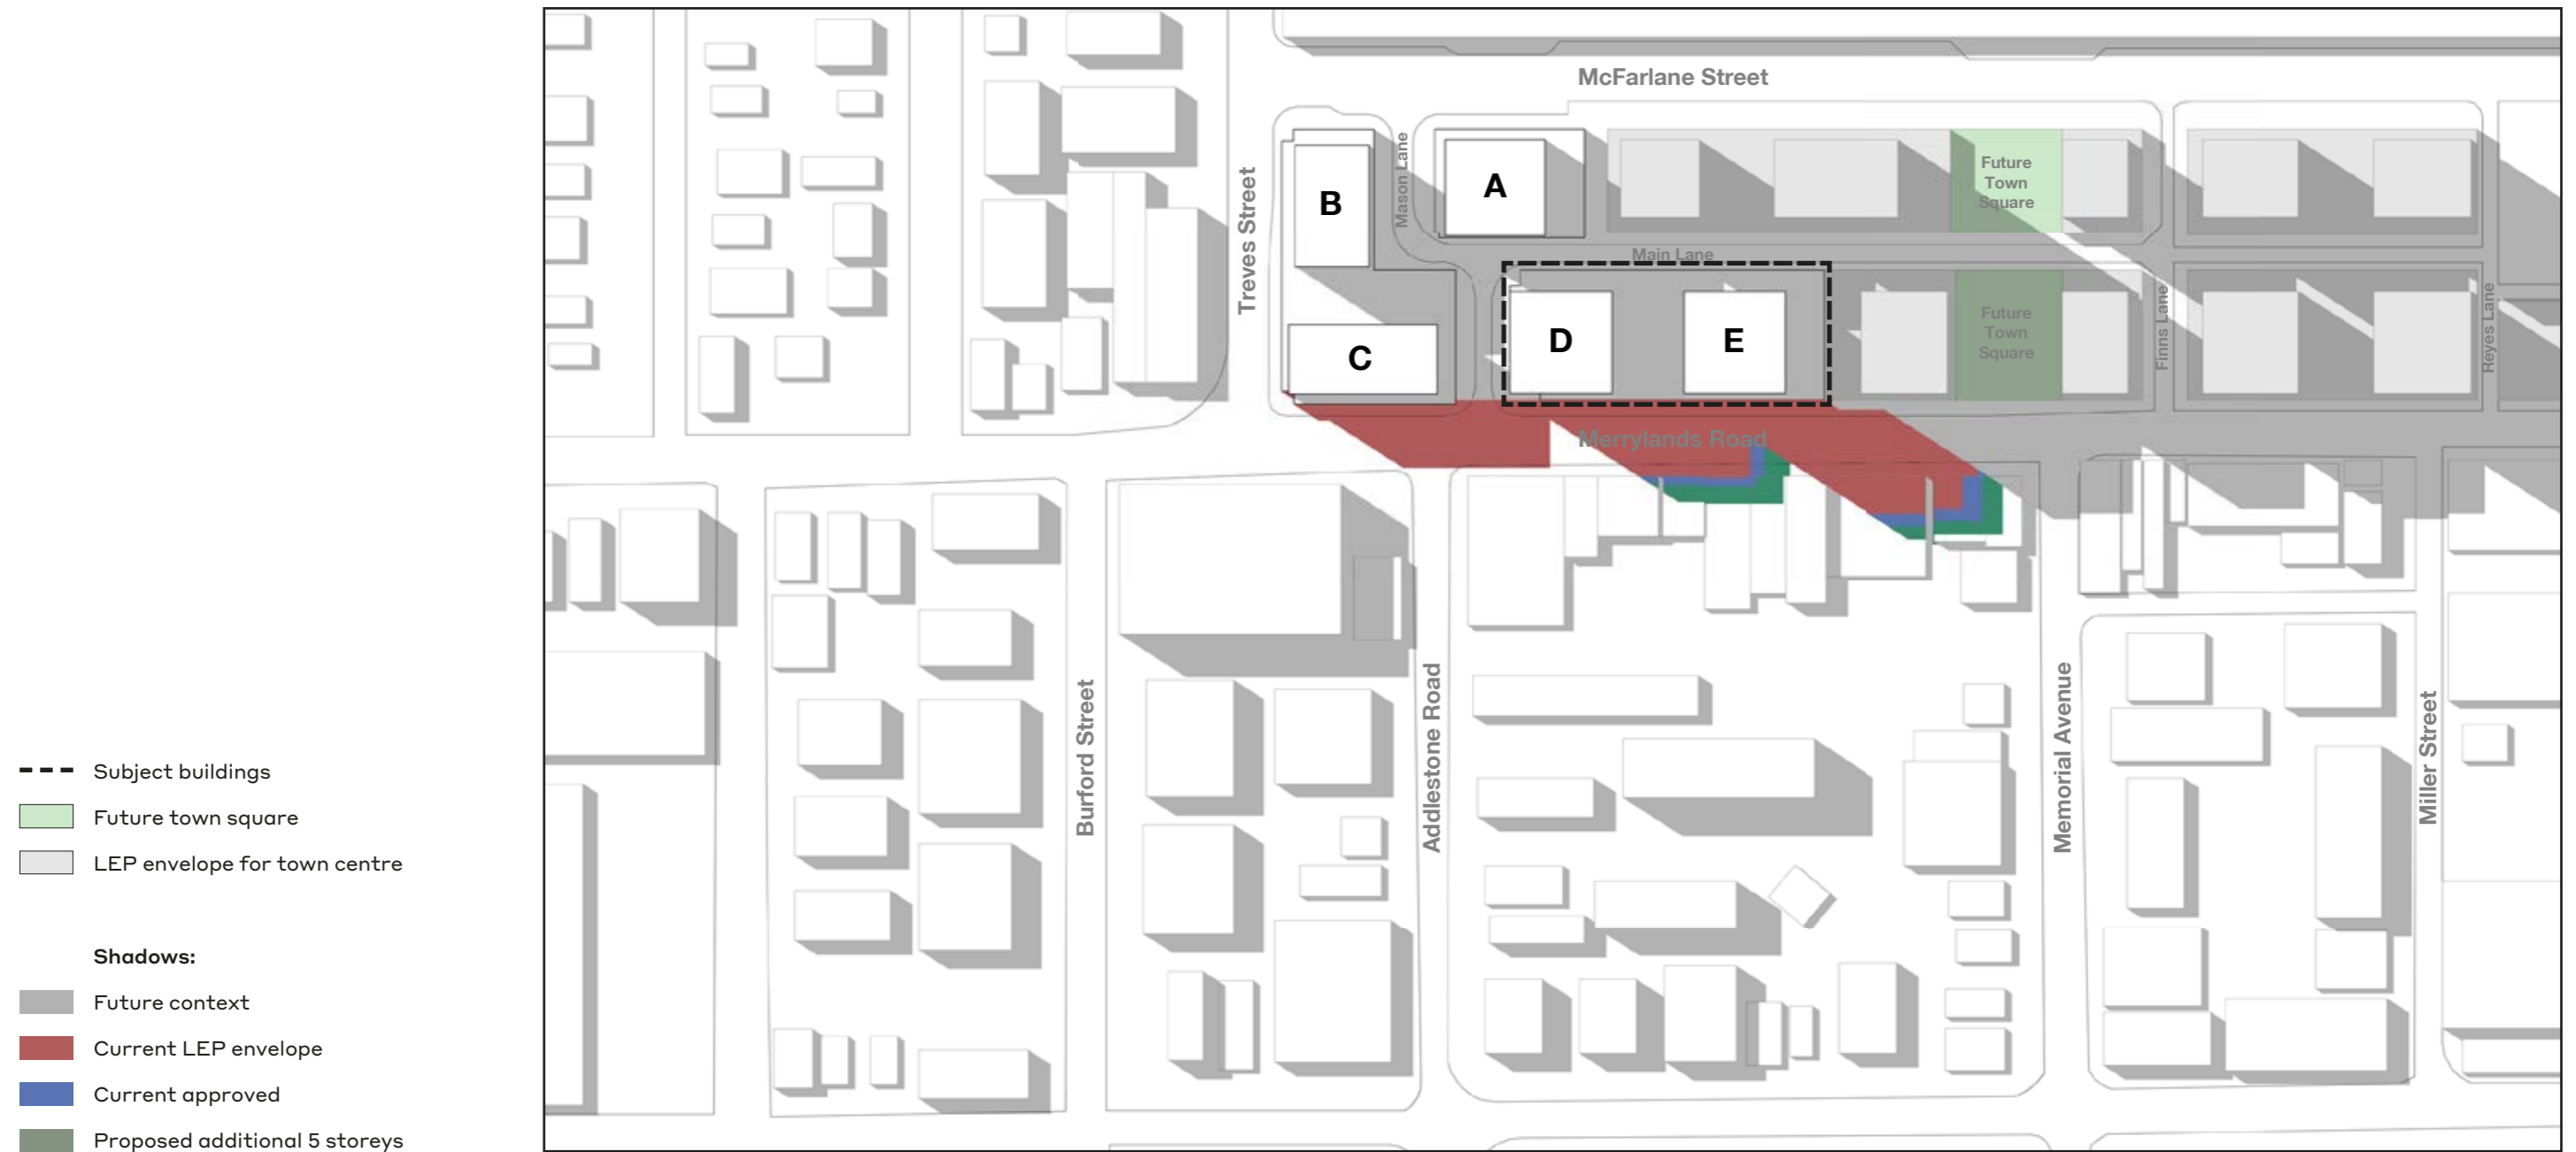 McFarlane Street
Mason Lane
Treves Street
B
A
Future
Town
Square
Main Lane
D
E
C
Future
Town
Square
Finns Lane
Reyes Lane
Merrylands Road
Burford Street
Addlestone Road
Memorial Avenue
Miller Street
Subject buildings
Future town square
LEP envelope for town centre
Shadows:
Future context
Current LEP envelope
Current approved
Proposed additional 5 storeys